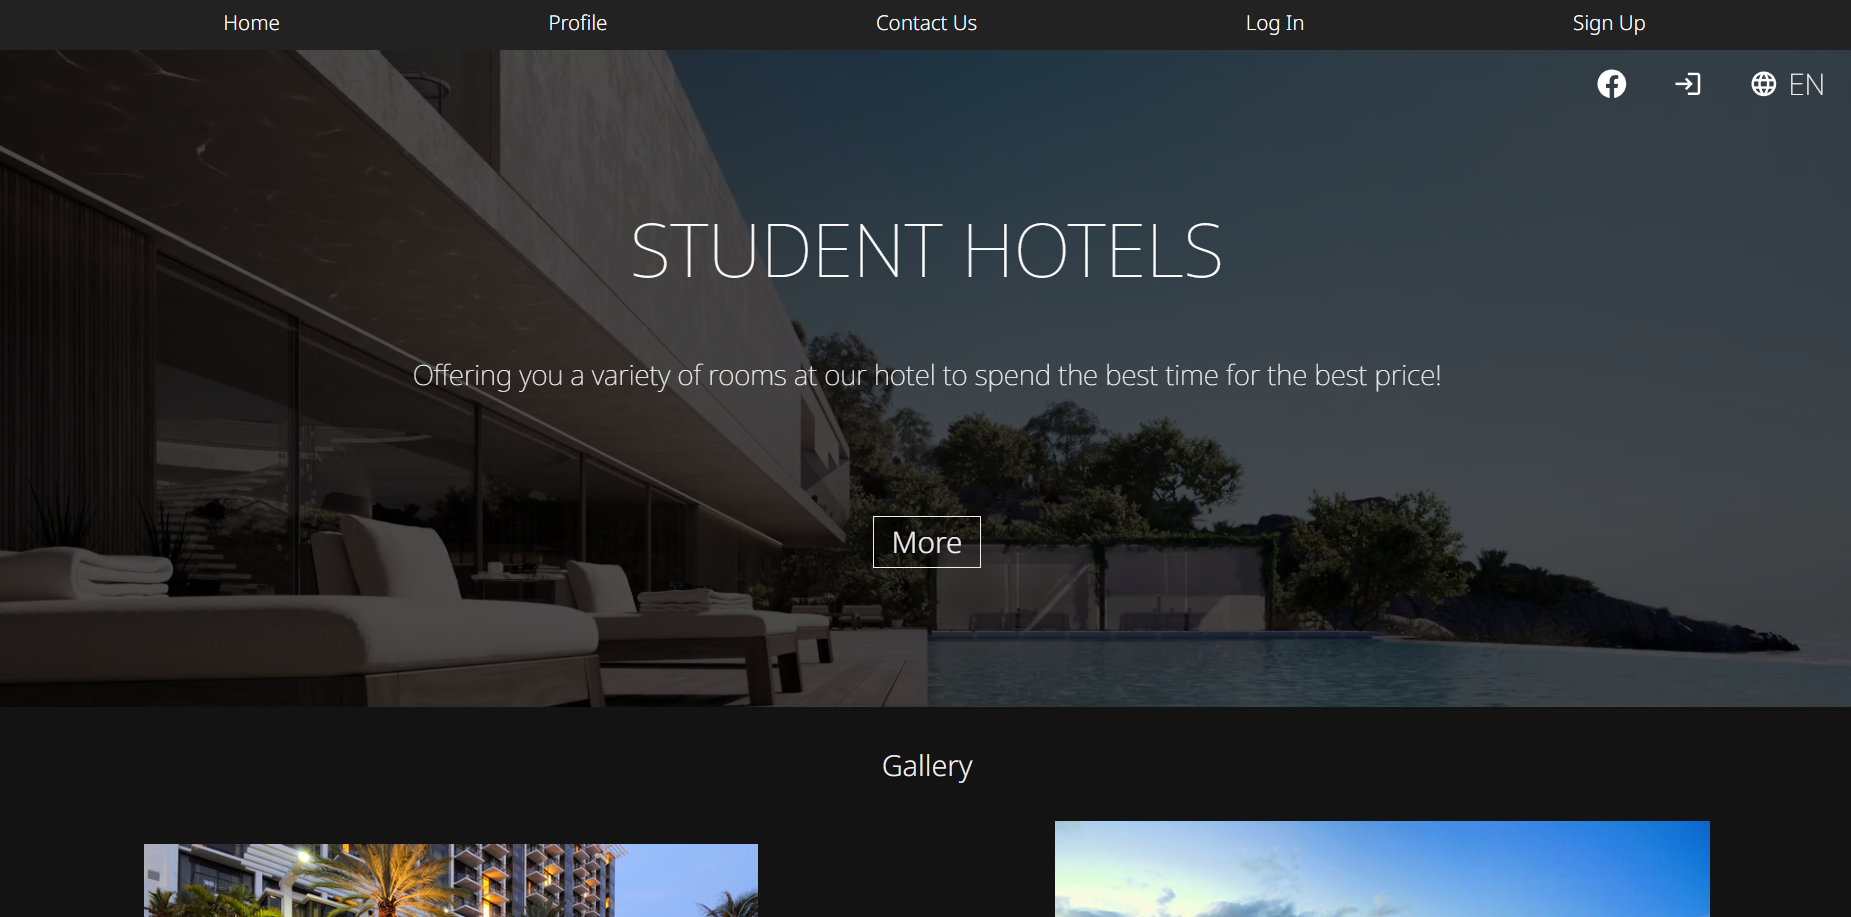 Home Profile Contact Us Log In Sign Up
EN
STUDENT HOTELS
Offering you a variety of rooms at our hotel to spend the best time for the best price!
More
Gallery